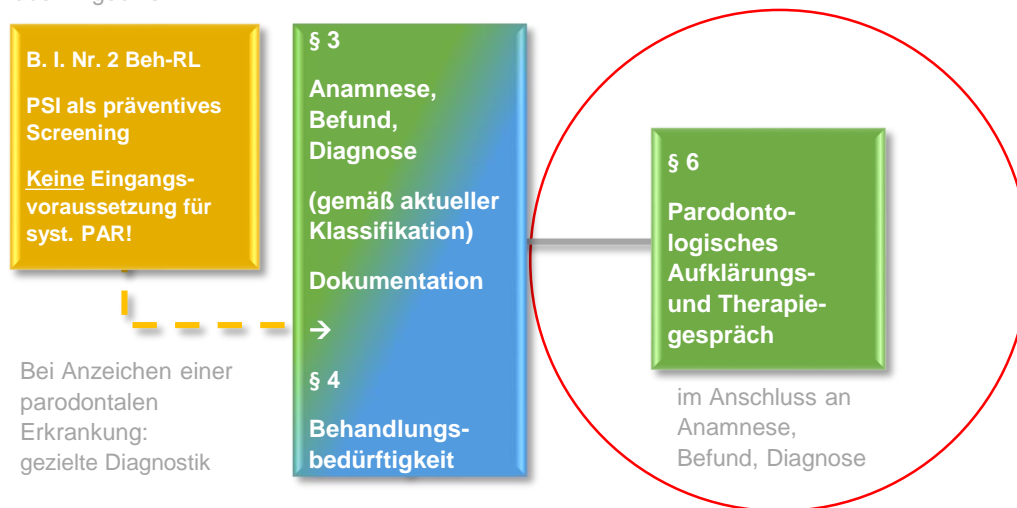 B. I. Nr. 2 Beh-RL
PSI als präventives
Screening
Keine Eingangs-
voraussetzung für
syst. PAR!
Bei Anzeichen einer
parodontalen
Erkrankung:
gezielte Diagnostik
§ 3
Anamnese,
Befund,
Diagnose
(gemäß aktueller
Klassifikation)
Dokumentation
→
§ 4
Behandlungs-
bedürftigkeit
§ 6
Parodonto-
logisches
Aufklärungs-
und Therapie-
gespräch
im Anschluss an
Anamnese,
Befund, Diagnose